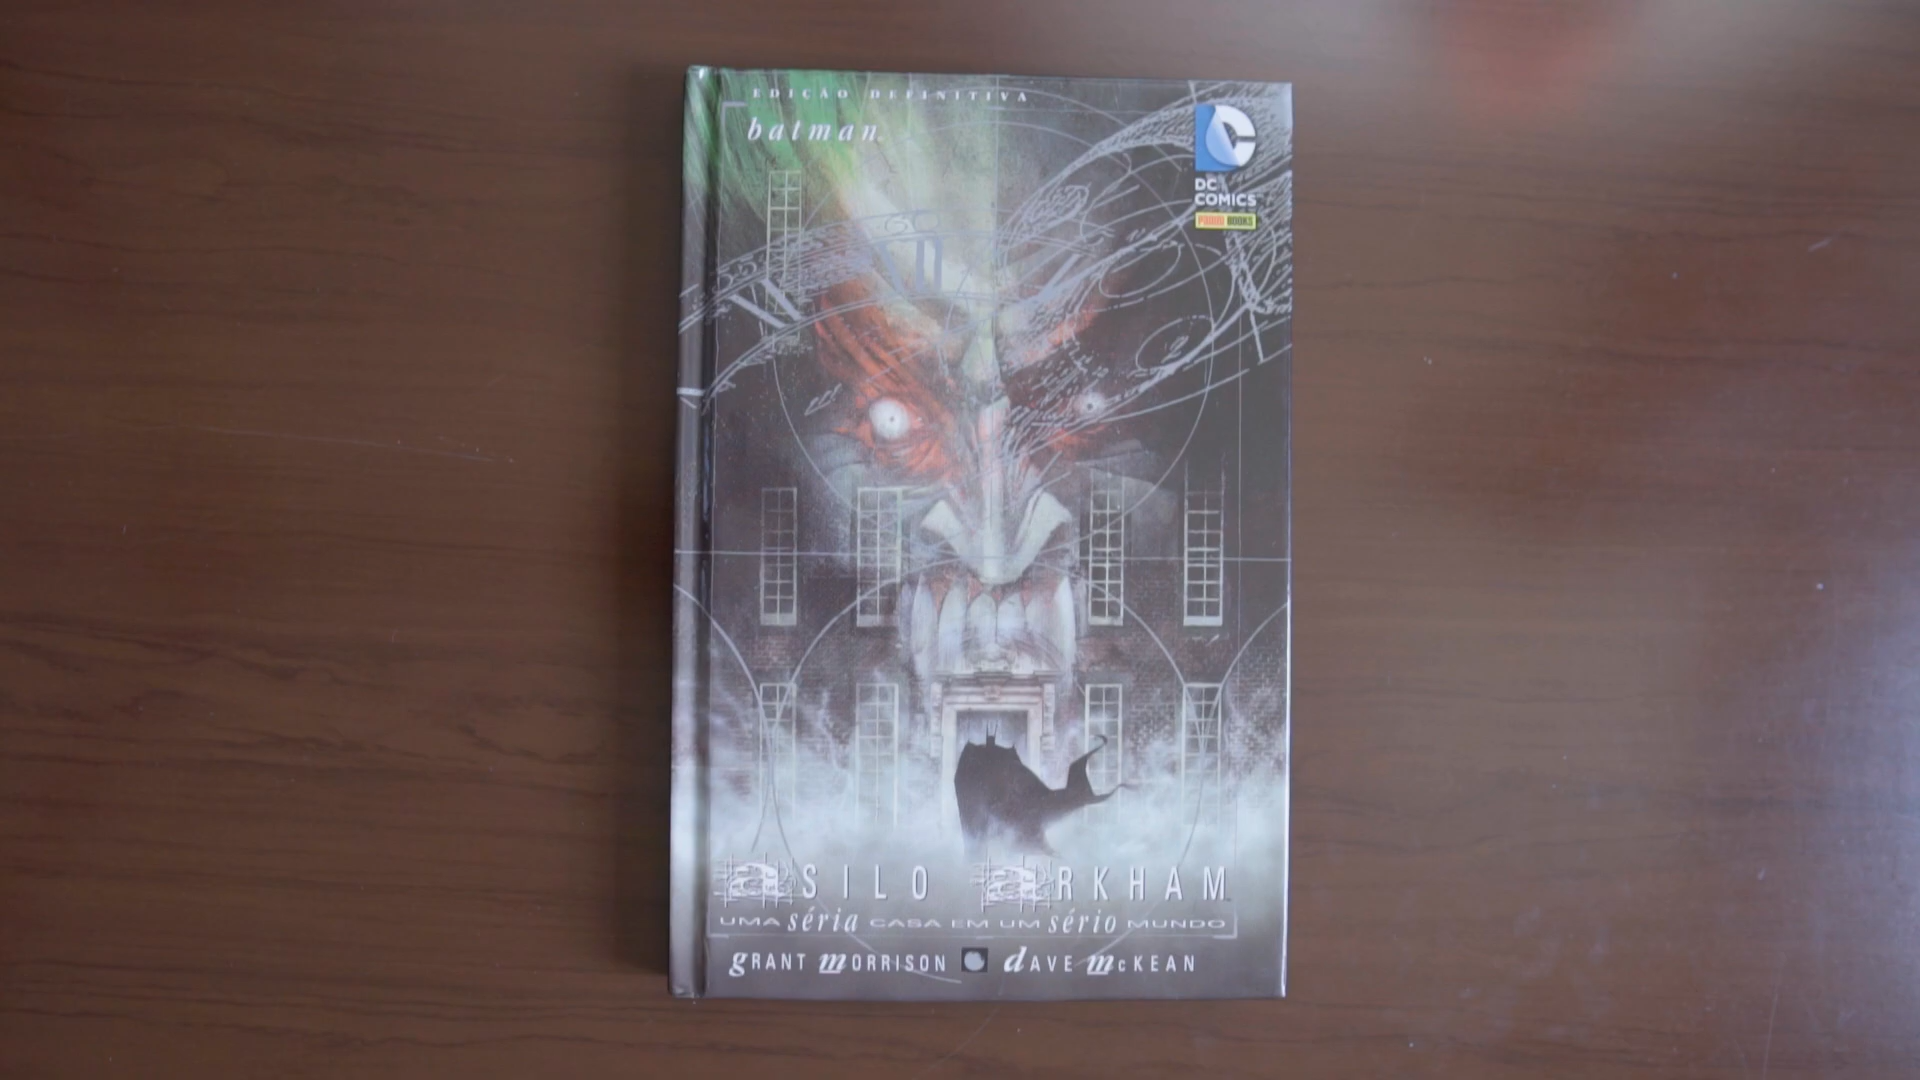 EDIÇÃO DEFINITIVA
batman
DC
COMICS
PANINI BOOKS
aSILO aRKHAM
UMA séria CASA EM UM sério MUNDO
gRANT mORRISON dAVE mcKEAN